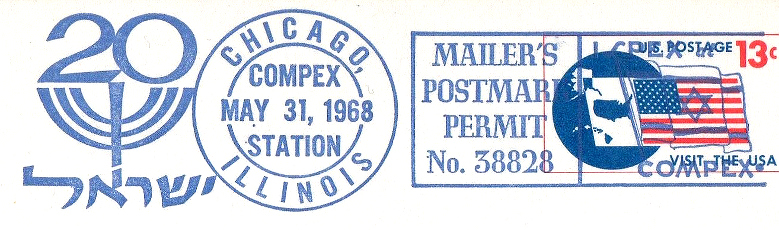 20
ישראל
CHICAGO,
COMPEX
MAY 31, 1968
STATION
ILLINOIS
MAILER'S
POSTMARK
PERMIT
No. 38828
U.S. POSTAGE 13c
VISIT THE USA
COMPEX